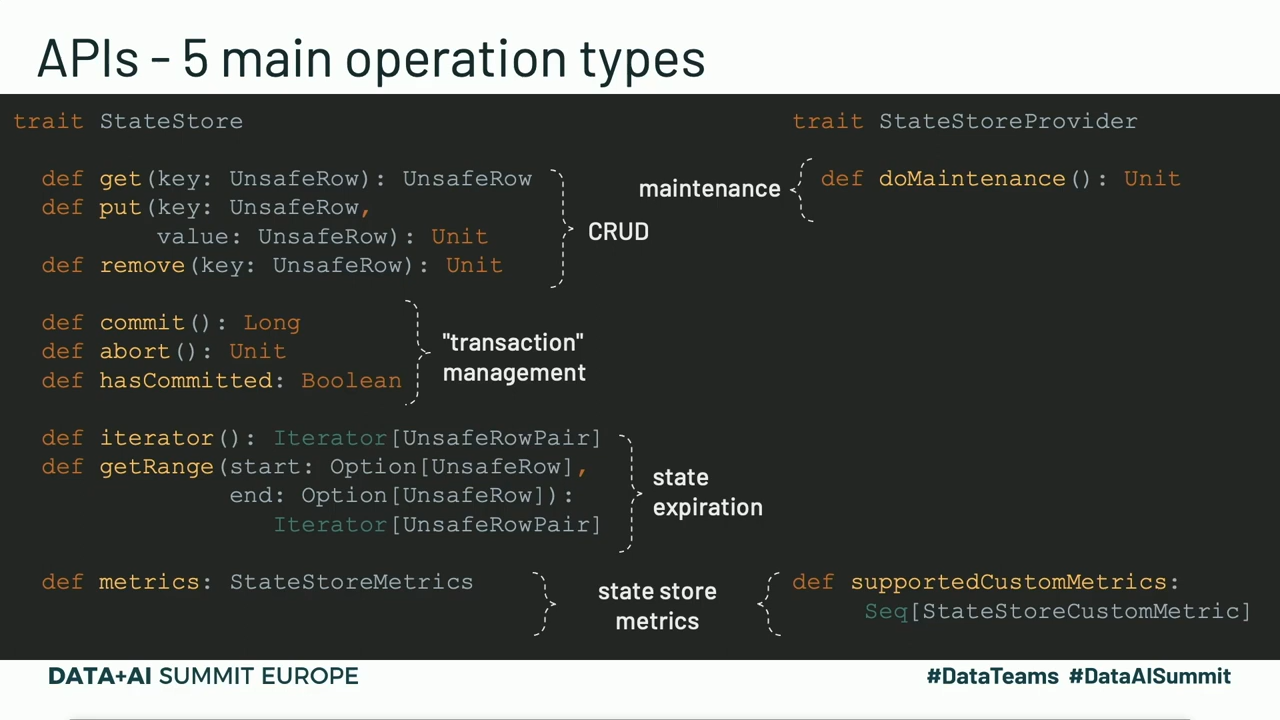 APIs - 5 main operation types
trait StateStore
def get(key: UnsafeRow): UnsafeRow
def put(key: UnsafeRow,
value: UnsafeRow): Unit
def remove(key: UnsafeRow): Unit
CRUD
def commit(): Long
def abort(): Unit
def hasCommitted: Boolean
"transaction"
management
def iterator(): Iterator[UnsafeRowPair]
def getRange(start: Option[UnsafeRow],
end: Option[UnsafeRow]):
Iterator[UnsafeRowPair]
state
expiration
def metrics: StateStoreMetrics
state store
metrics
trait StateStoreProvider
maintenance
def doMaintenance(): Unit
def supportedCustomMetrics:
Seq[StateStoreCustomMetric]
DATA+AI SUMMIT EUROPE
#DataTeams #DataAISummit